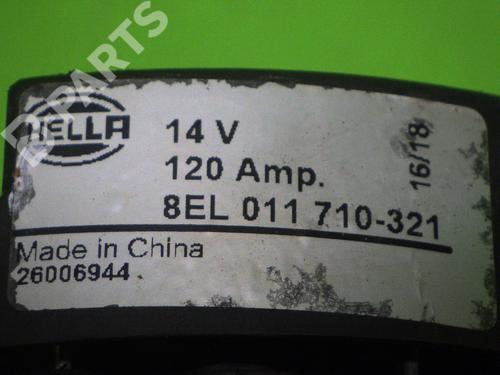 B-PARTS
HELLA
14 V
120 Amp.
8EL 011 710-321
16/18
Made in China
26006944